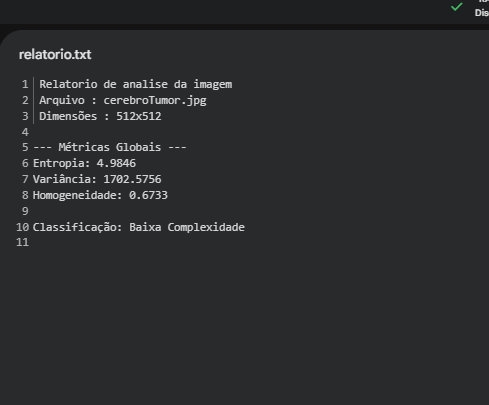 Dis
relatorio.txt
1 Relatorio de analise da imagem
2 Arquivo : cerebroTumor.jpg
3 Dimensões : 512x512
4
5 --- Métricas Globais ---
6 Entropia: 4.9846
7 Variância: 1702.5756
8 Homogeneidade: 0.6733
9
10 Classificação: Baixa Complexidade
11